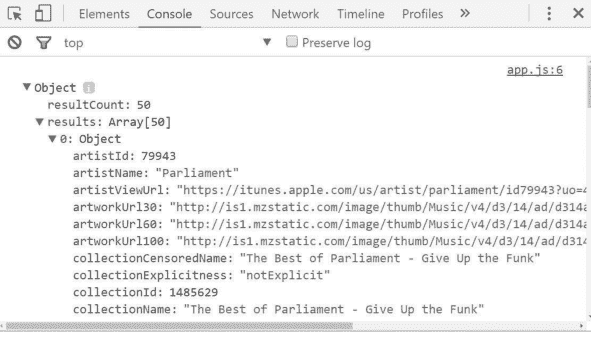 Elements Console Sources Network Timeline Profiles »
top Preserve log
app.js:6
Object
resultCount: 50
results: Array[50]
0: Object
artistId: 79943
artistName: "Parliament"
artistViewUrl: "https://itunes.apple.com/us/artist/parliament/id79943?uo=4
artworkUrl30: "http://is1.mzstatic.com/image/thumb/Music/v4/d3/14/ad/d314a
artworkUrl60: "http://is1.mzstatic.com/image/thumb/Music/v4/d3/14/ad/d314a
artworkUrl100: "http://is1.mzstatic.com/image/thumb/Music/v4/d3/14/ad/d314
collectionCensoredName: "The Best of Parliament - Give Up the Funk"
collectionExplicitness: "notExplicit"
collectionId: 1485629
collectionName: "The Best of Parliament - Give Up the Funk"